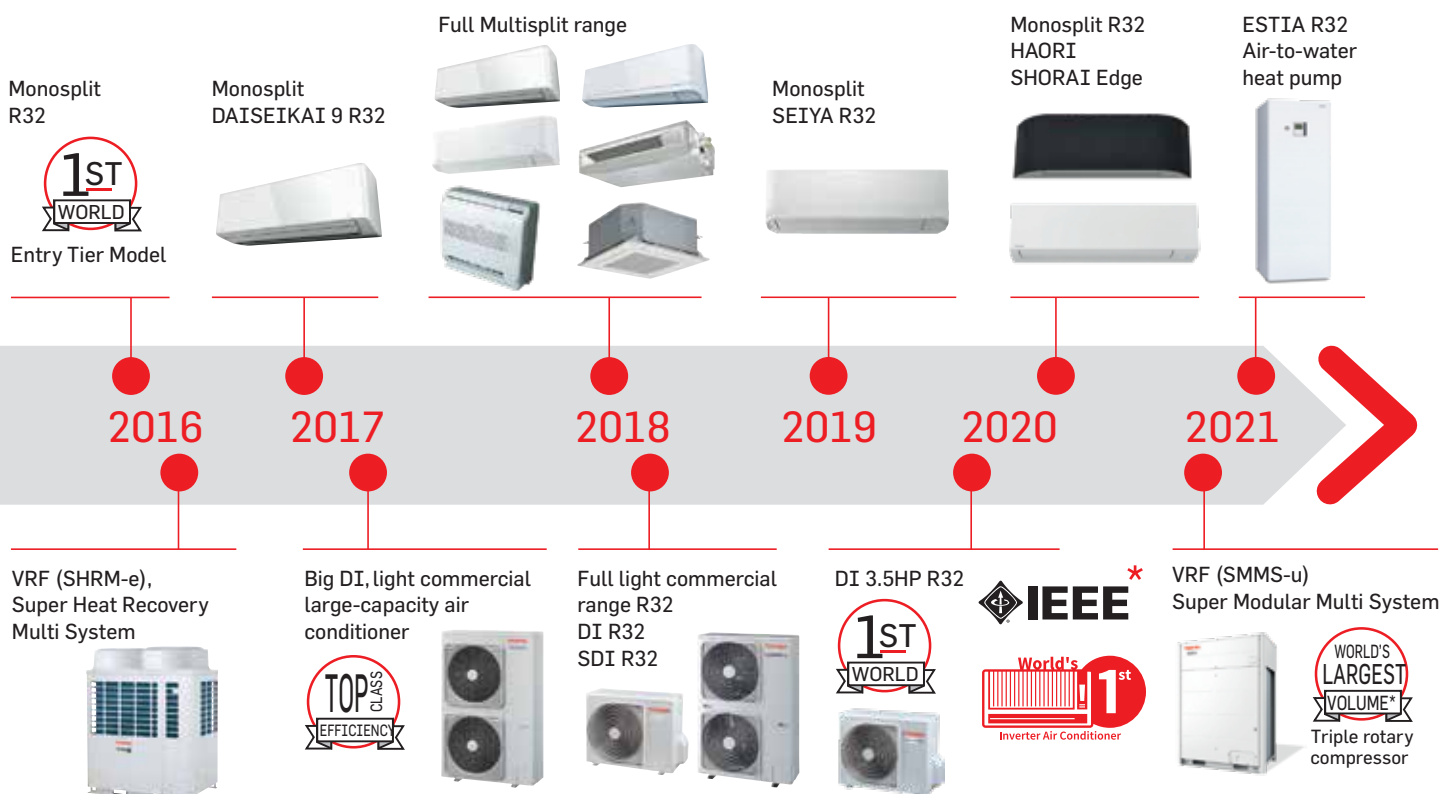 Monosplit
R32
1ST
WORLD
Entry Tier Model
Monosplit
DAISEIKAI 9 R32
Full Multisplit range
Monosplit
SEIYA R32
Monosplit R32
HAORI
SHORAI Edge
ESTIA R32
Air-to-water
heat pump
2016
2017
2018
2019
2020
2021
VRF (SHRM-e),
Super Heat Recovery
Multi System
Big DI, light commercial
large-capacity air
conditioner
TOP
CLASS
EFFICIENCY
Full light commercial
range R32
DI R32
SDI R32
DI 3.5HP R32
1ST
WORLD
IEEE*
World's
1st
Inverter Air Conditioner
VRF (SMMS-u)
Super Modular Multi System
WORLD'S
LARGEST
VOLUME*
Triple rotary
compressor